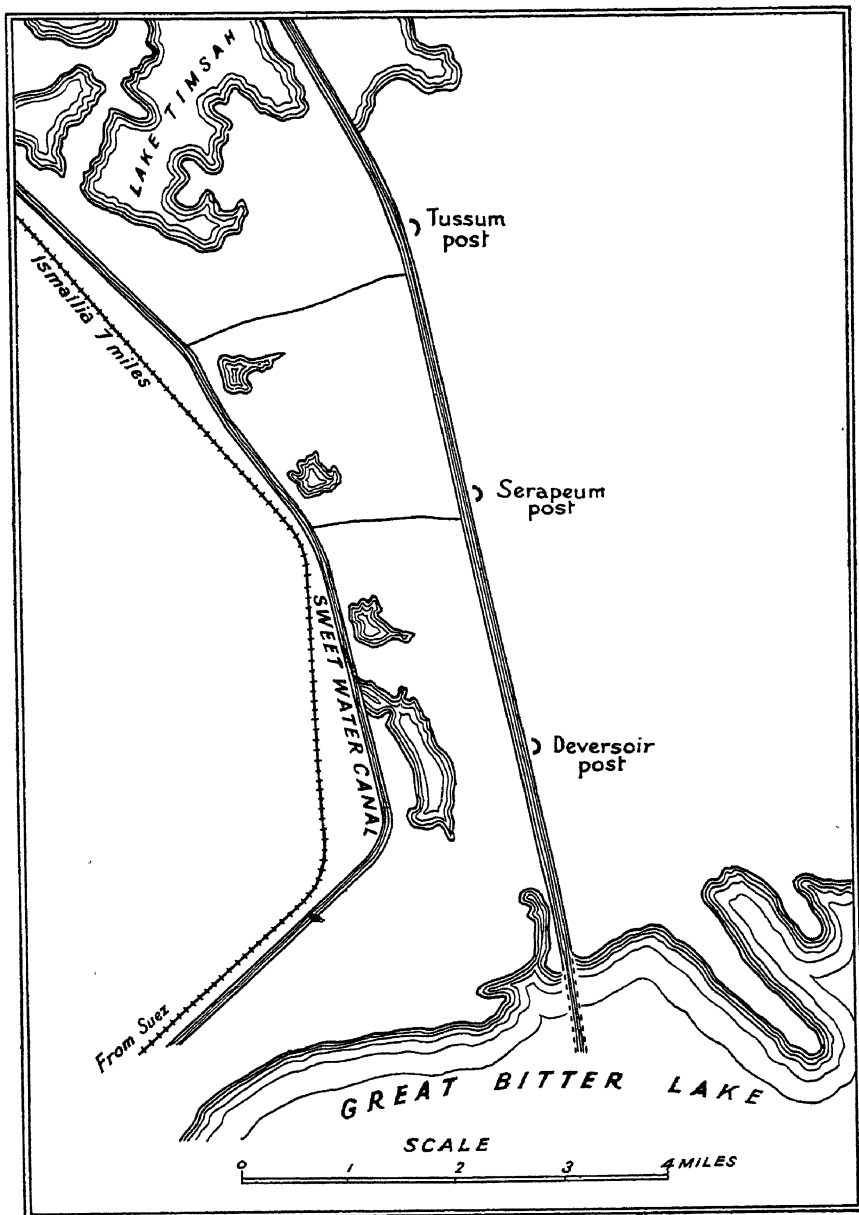 LAKE TIMSAH
Tussum
post
Ismailia 7 miles
Serapeum
post
SWEET WATER CANAL
Deversoir
post
From Suez
GREAT BITTER LAKE
SCALE
0 1 2 3 4 MILES